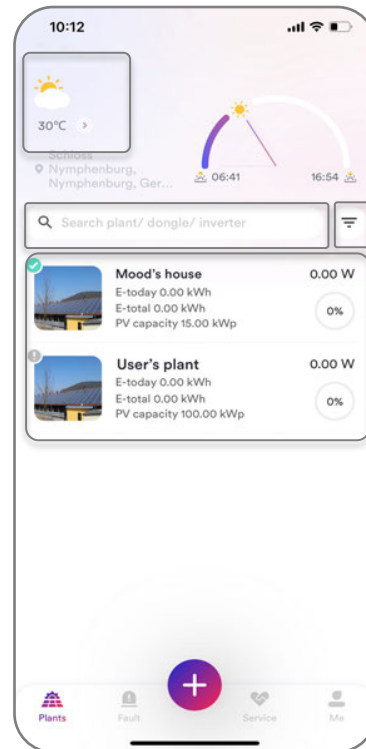 10:12
30°C
Schloss
Nymphenburg,
Nymphenburg, Ger...
06:41
16:54
Search plant/ dongle/ inverter
Mood's house
0.00 W
E-today 0.00 kWh
E-total 0.00 kWh
PV capacity 15.00 kWp
0%
User's plant
0.00 W
E-today 0.00 kWh
E-total 0.00 kWh
PV capacity 100.00 kWp
0%
Plants
Fault
Service
Me